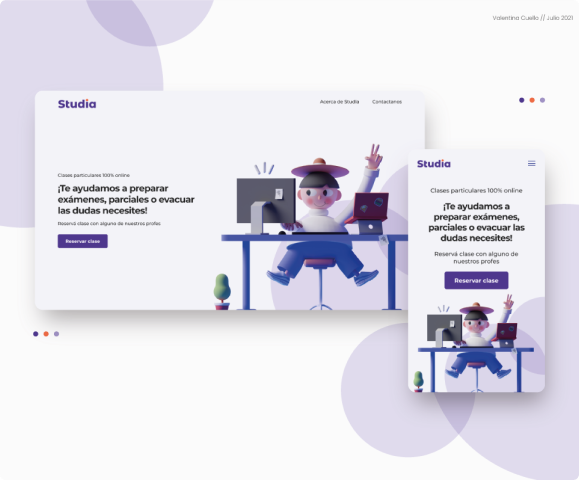 Valentina Cuello // Julio 2021
Studia
Acerca de Studia
Contactanos
Clases particulares 100% online
¡Te ayudamos a preparar
exámenes, parciales o evacuar
las dudas necesites!
Reservá clase con alguno de nuestros profes
Reservar clase
Studia
Clases particulares 100% online
¡Te ayudamos a
preparar exámenes,
parciales o evacuar las
dudas necesites!
Reservá clase con alguno de
nuestros profes
Reservar clase